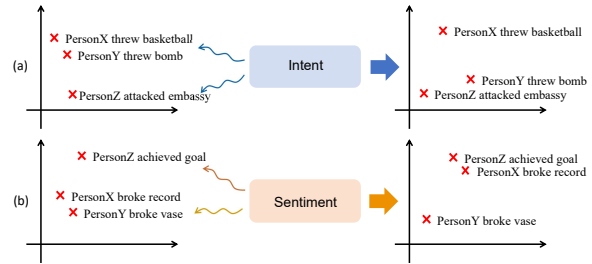 PersonX threw basketball
PersonY threw bomb
(a)
PersonZ attacked embassy
Intent
PersonX threw basketball
PersonY threw bomb
PersonZ attacked embassy
PersonZ achieved goal
(b)
PersonX broke record
PersonY broke vase
Sentiment
PersonZ achieved goal
PersonX broke record
PersonY broke vase